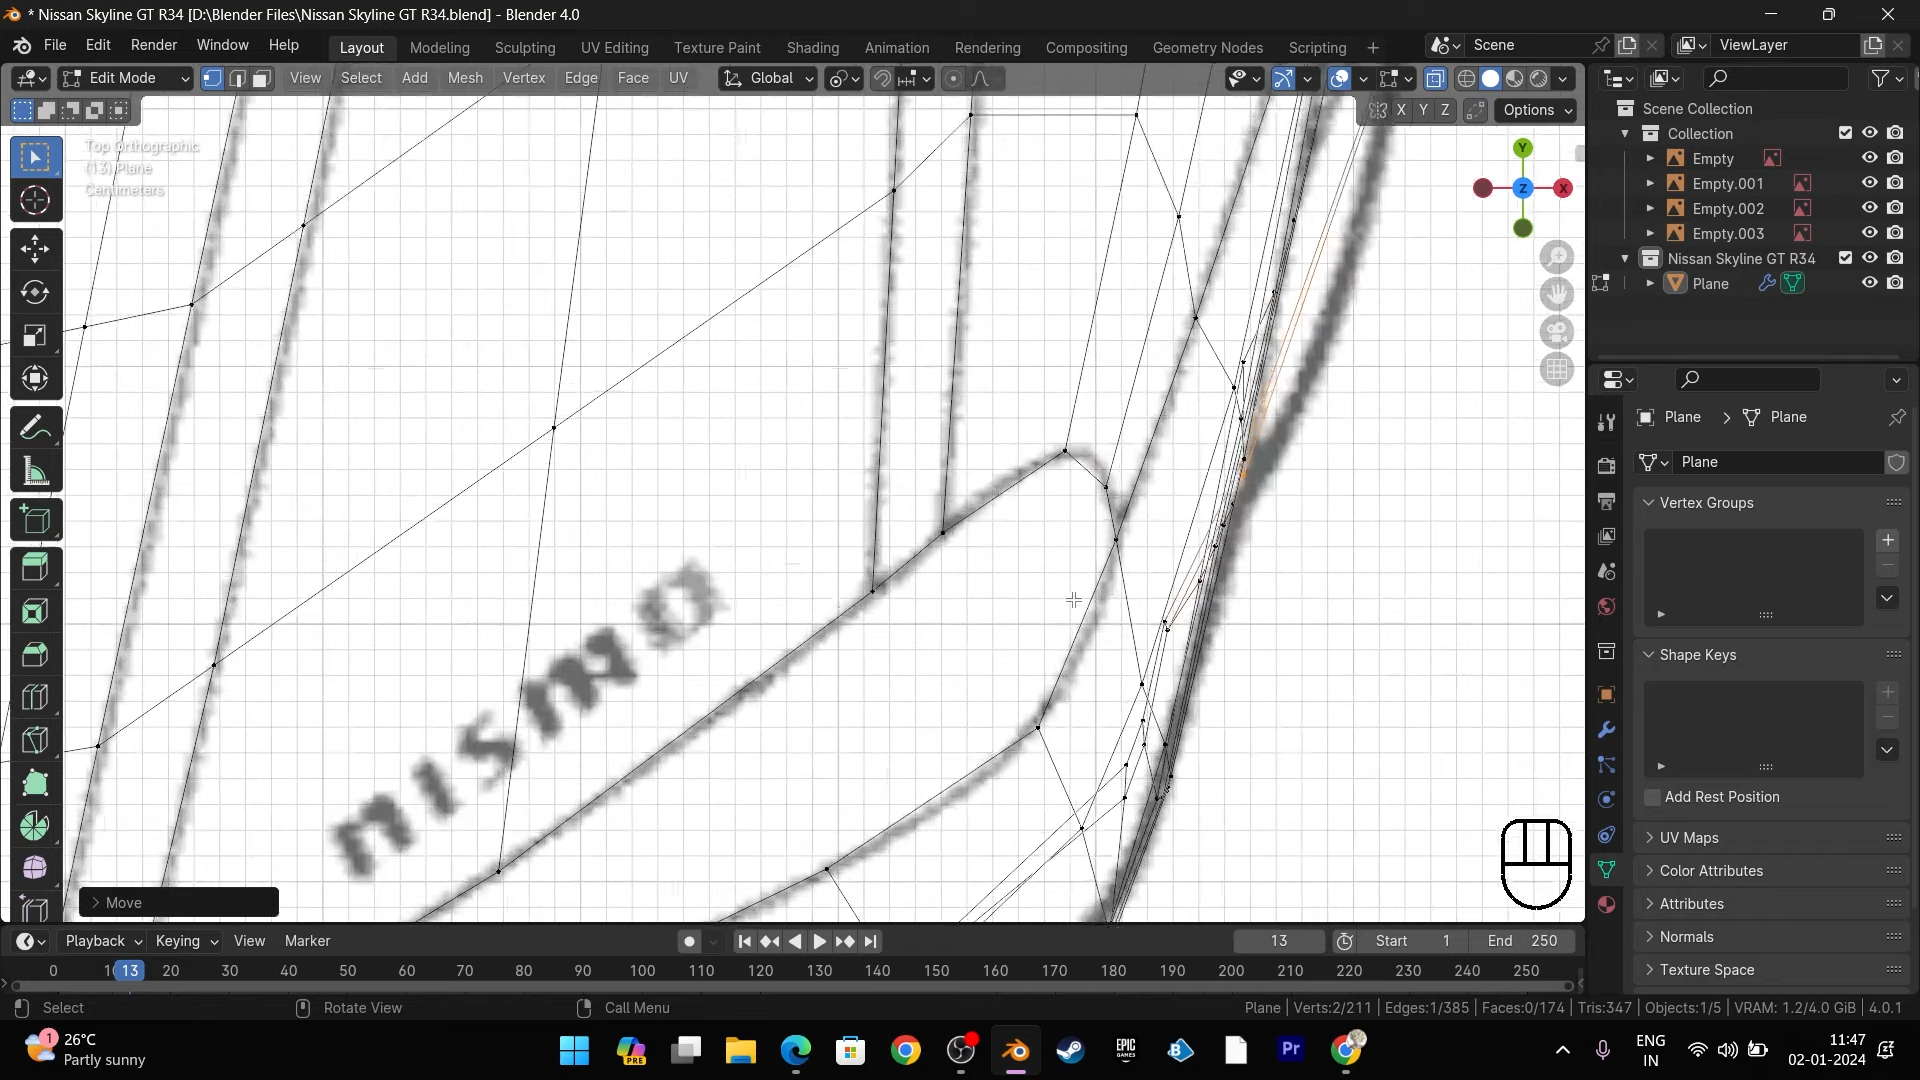 * Nissan Skyline GT R34 [D:\Blender Files\Nissan Skyline GT R34.blend] - Blender 4.0
File Edit Render Window Help Layout Modeling Sculpting UV Editing Texture Paint Shading Animation Rendering Compositing Geometry Nodes Scripting + Scene ViewLayer
Edit Mode View Select Add Mesh Vertex Edge Face UV Global
X Y Z Options
Top Orthographic
(13) Plane
Centimeters
Y
Z
X
nismo
Move
Scene Collection
Collection
Empty
Empty.001
Empty.002
Empty.003
Nissan Skyline GT R34
Plane
Plane > Plane
Plane
Vertex Groups
Shape Keys
Add Rest Position
UV Maps
Color Attributes
Attributes
Normals
Texture Space
Playback Keying View Marker 13 Start 1 End 250
0 10 13 20 30 40 50 60 70 80 90 100 110 120 130 140 150 160 170 180 190 200 210 220 230 240 250
Select Rotate View Call Menu Plane | Verts:2/211 | Edges:1/385 | Faces:0/174 | Tris:347 | Objects:1/5 | VRAM: 1.2/4.0 GiB | 4.0.1
1
26°C
Partly sunny
PRE
EPIC
GAMES
B
Pr
ENG
IN
11:47
02-01-2024